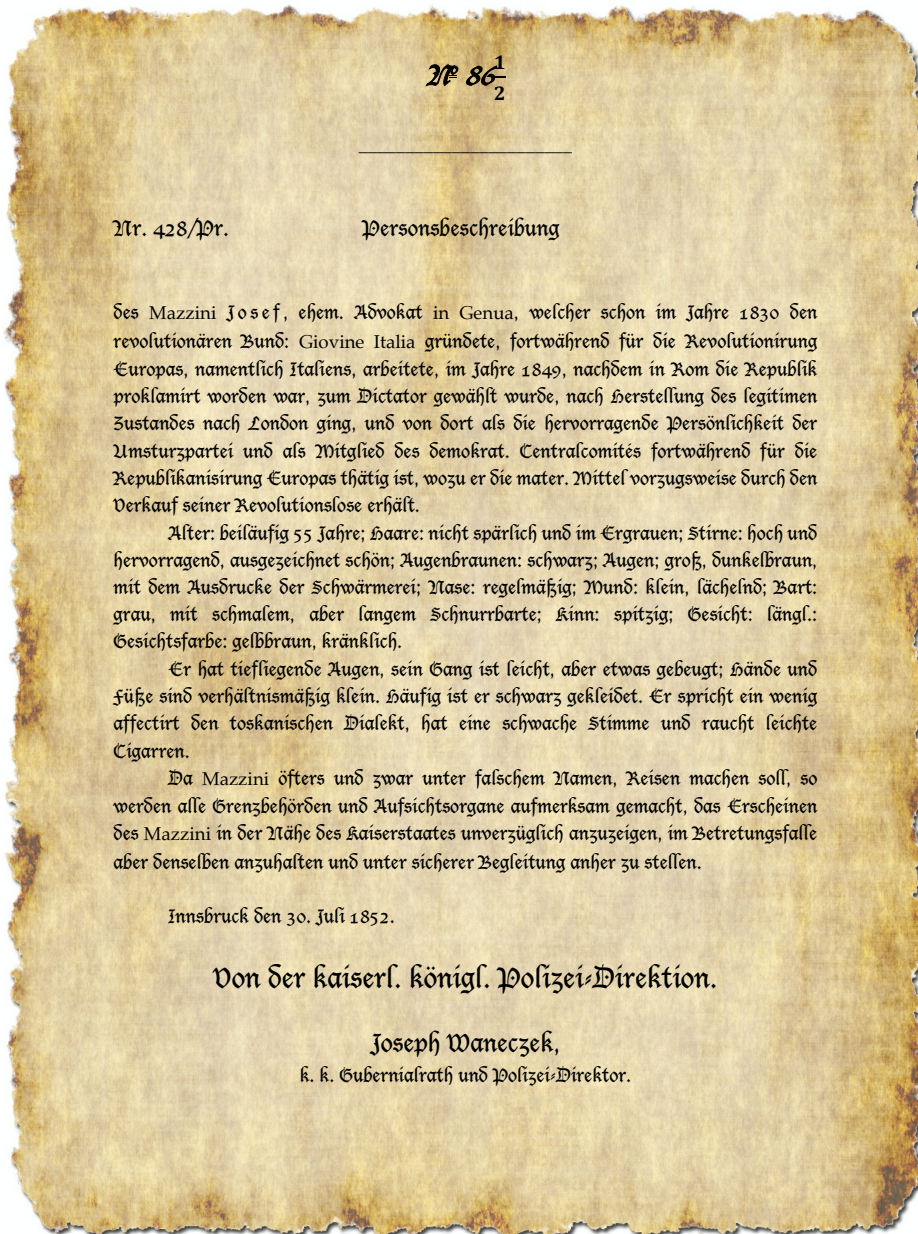 № 86½
Nr. 428/Pr. Personsbeschreibung
des Mazzini Josef, ehem. Advokat in Genua, welcher schon im Jahre 1830 den
revolutionären Bund: Giovine Italia gründete, fortwährend für die Revolutionirung
Europas, namentlich Italiens, arbeitete, im Jahre 1849, nachdem in Rom die Republik
proklamirt worden war, zum Dictator gewählt wurde, nach Herstellung des legitimen
Zustandes nach London ging, und von dort als die hervorragende Persönlichkeit der
Umsturzpartei und als Mitglied des demokrat. Centralcomités fortwährend für die
Republikanisirung Europas thätig ist, wozu er die mater. Mittel vorzugsweise durch den
Verkauf seiner Revolutionslose erhält.
Alter: beiläufig 55 Jahre; Haare: nicht spärlich und im Ergrauen; Stirne: hoch und
hervorragend, ausgezeichnet schön; Augenbraunen: schwarz; Augen; groß, dunkelbraun,
mit dem Ausdrucke der Schwärmerei; Nase: regelmäßig; Mund: klein, lächelnd; Bart:
grau, mit schmalem, aber langem Schnurrbarte; Kinn: spitzig; Gesicht: längl.:
Gesichtsfarbe: gelbbraun, kränklich.
Er hat tiefliegende Augen, sein Gang ist leicht, aber etwas gebeugt; Hände und
Füße sind verhältnismäßig klein. Häufig ist er schwarz gekleidet. Er spricht ein wenig
affectirt den toskanischen Dialekt, hat eine schwache Stimme und raucht leichte
Cigarren.
Da Mazzini öfters und zwar unter falschem Namen, Reisen machen soll, so
werden alle Grenzbehörden und Aufsichtsorgane aufmerksam gemacht, das Erscheinen
des Mazzini in der Nähe des Kaiserstaates unverzüglich anzuzeigen, im Betretungsfalle
aber denselben anzuhalten und unter sicherer Begleitung anher zu stellen.
Innsbruck den 30. Juli 1852.
Von der kaiserl. königl. Polizei-Direktion.
Joseph Waneczek,
k. k. Gubernialrath und Polizei-Direktor.